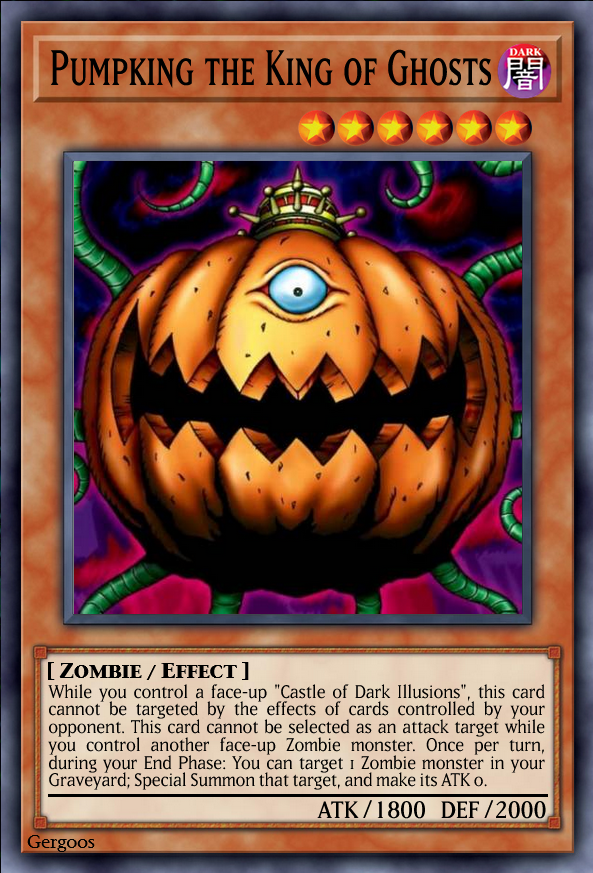 PUMPKING THE KING OF GHOSTS
DARK
闇
[ ZOMBIE / EFFECT ]
While you control a face-up "Castle of Dark Illusions", this card
cannot be targeted by the effects of cards controlled by your
opponent. This card cannot be selected as an attack target while
you control another face-up Zombie monster. Once per turn,
during your End Phase: You can target 1 Zombie monster in your
Graveyard; Special Summon that target, and make its ATK 0.
ATK/1800 DEF/2000
Gergoos